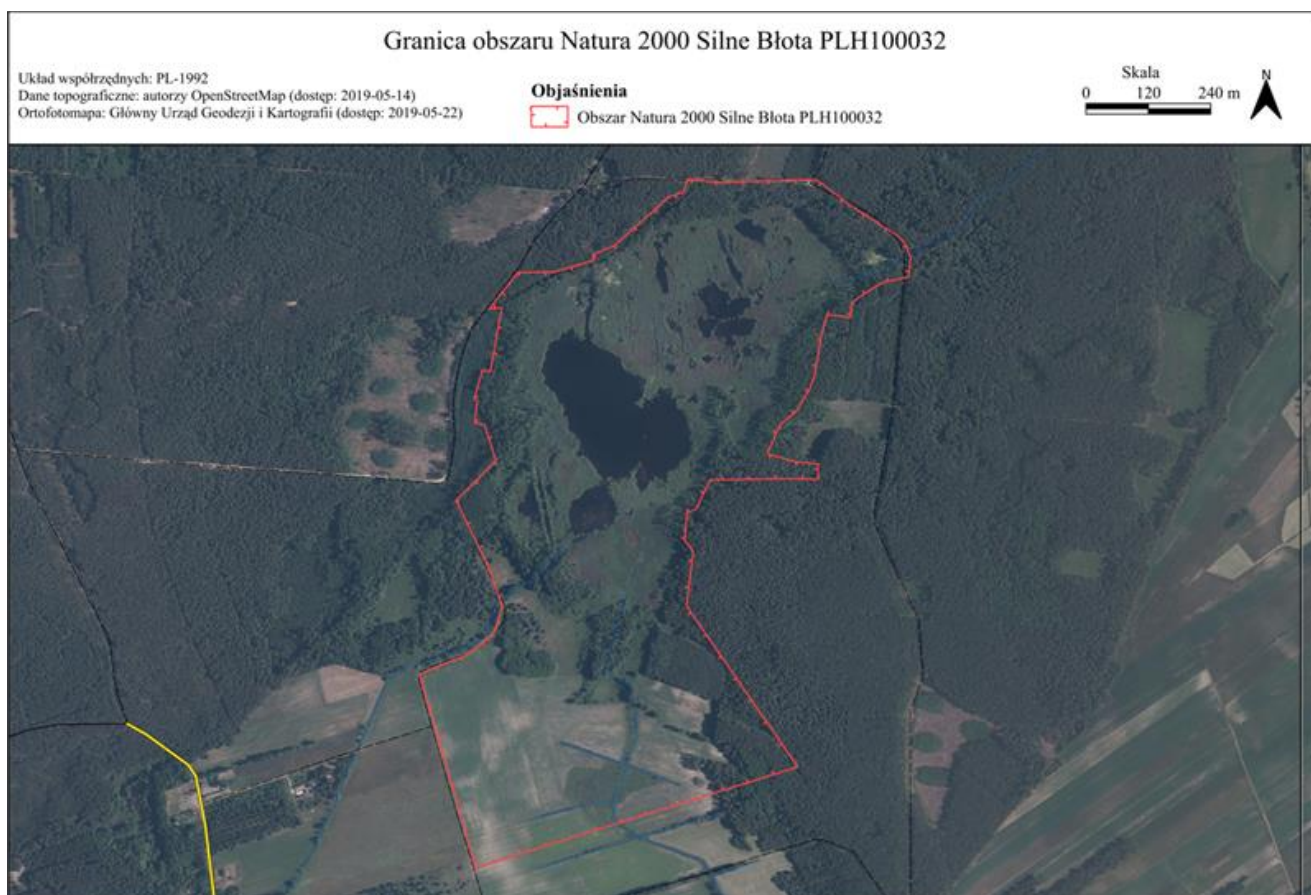 Granica obszaru Natura 2000 Silne Błota PLH100032
Układ współrzędnych: PL-1992
Dane topograficzne: autorzy OpenStreetMap (dostęp: 2019-05-14)
Ortofotomapa: Główny Urząd Geodezji i Kartografii (dostęp: 2019-05-22)
Objaśnienia
Obszar Natura 2000 Silne Błota PLH100032
Skala
0 120 240 m
N